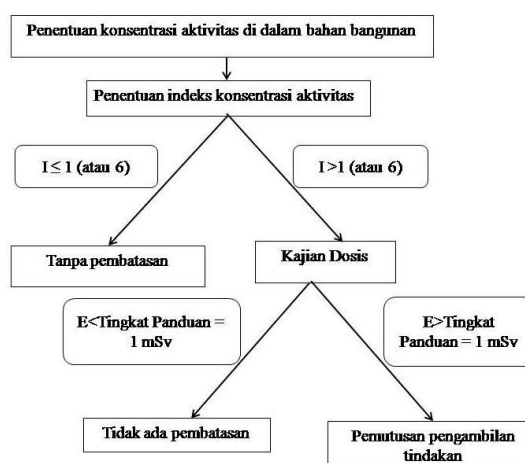 Penentuan konsentrasi aktivitas di dalam bahan bangunan
Penentuan indeks konsentrasi aktivitas
I ≤ 1 (atau 6)
I >1 (atau 6)
Tanpa pembatasan
Kajian Dosis
E<Tingkat Panduan =
1 mSv
E>Tingkat
Panduan = 1 mSv
Tidak ada pembatasan
Pemutusan pengambilan
tindakan